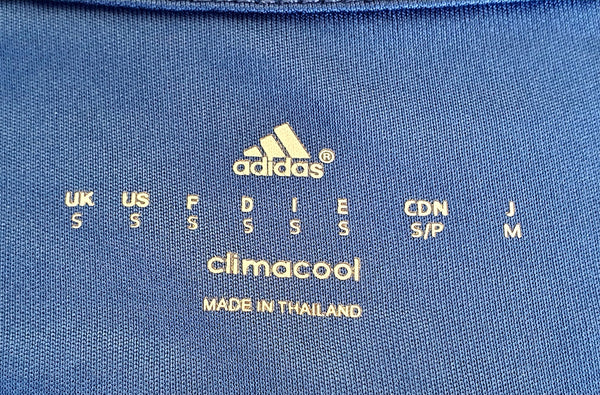 adidas®
UK US F D I E CDN J
S S S S S S S/P M
climacool
MADE IN THAILAND